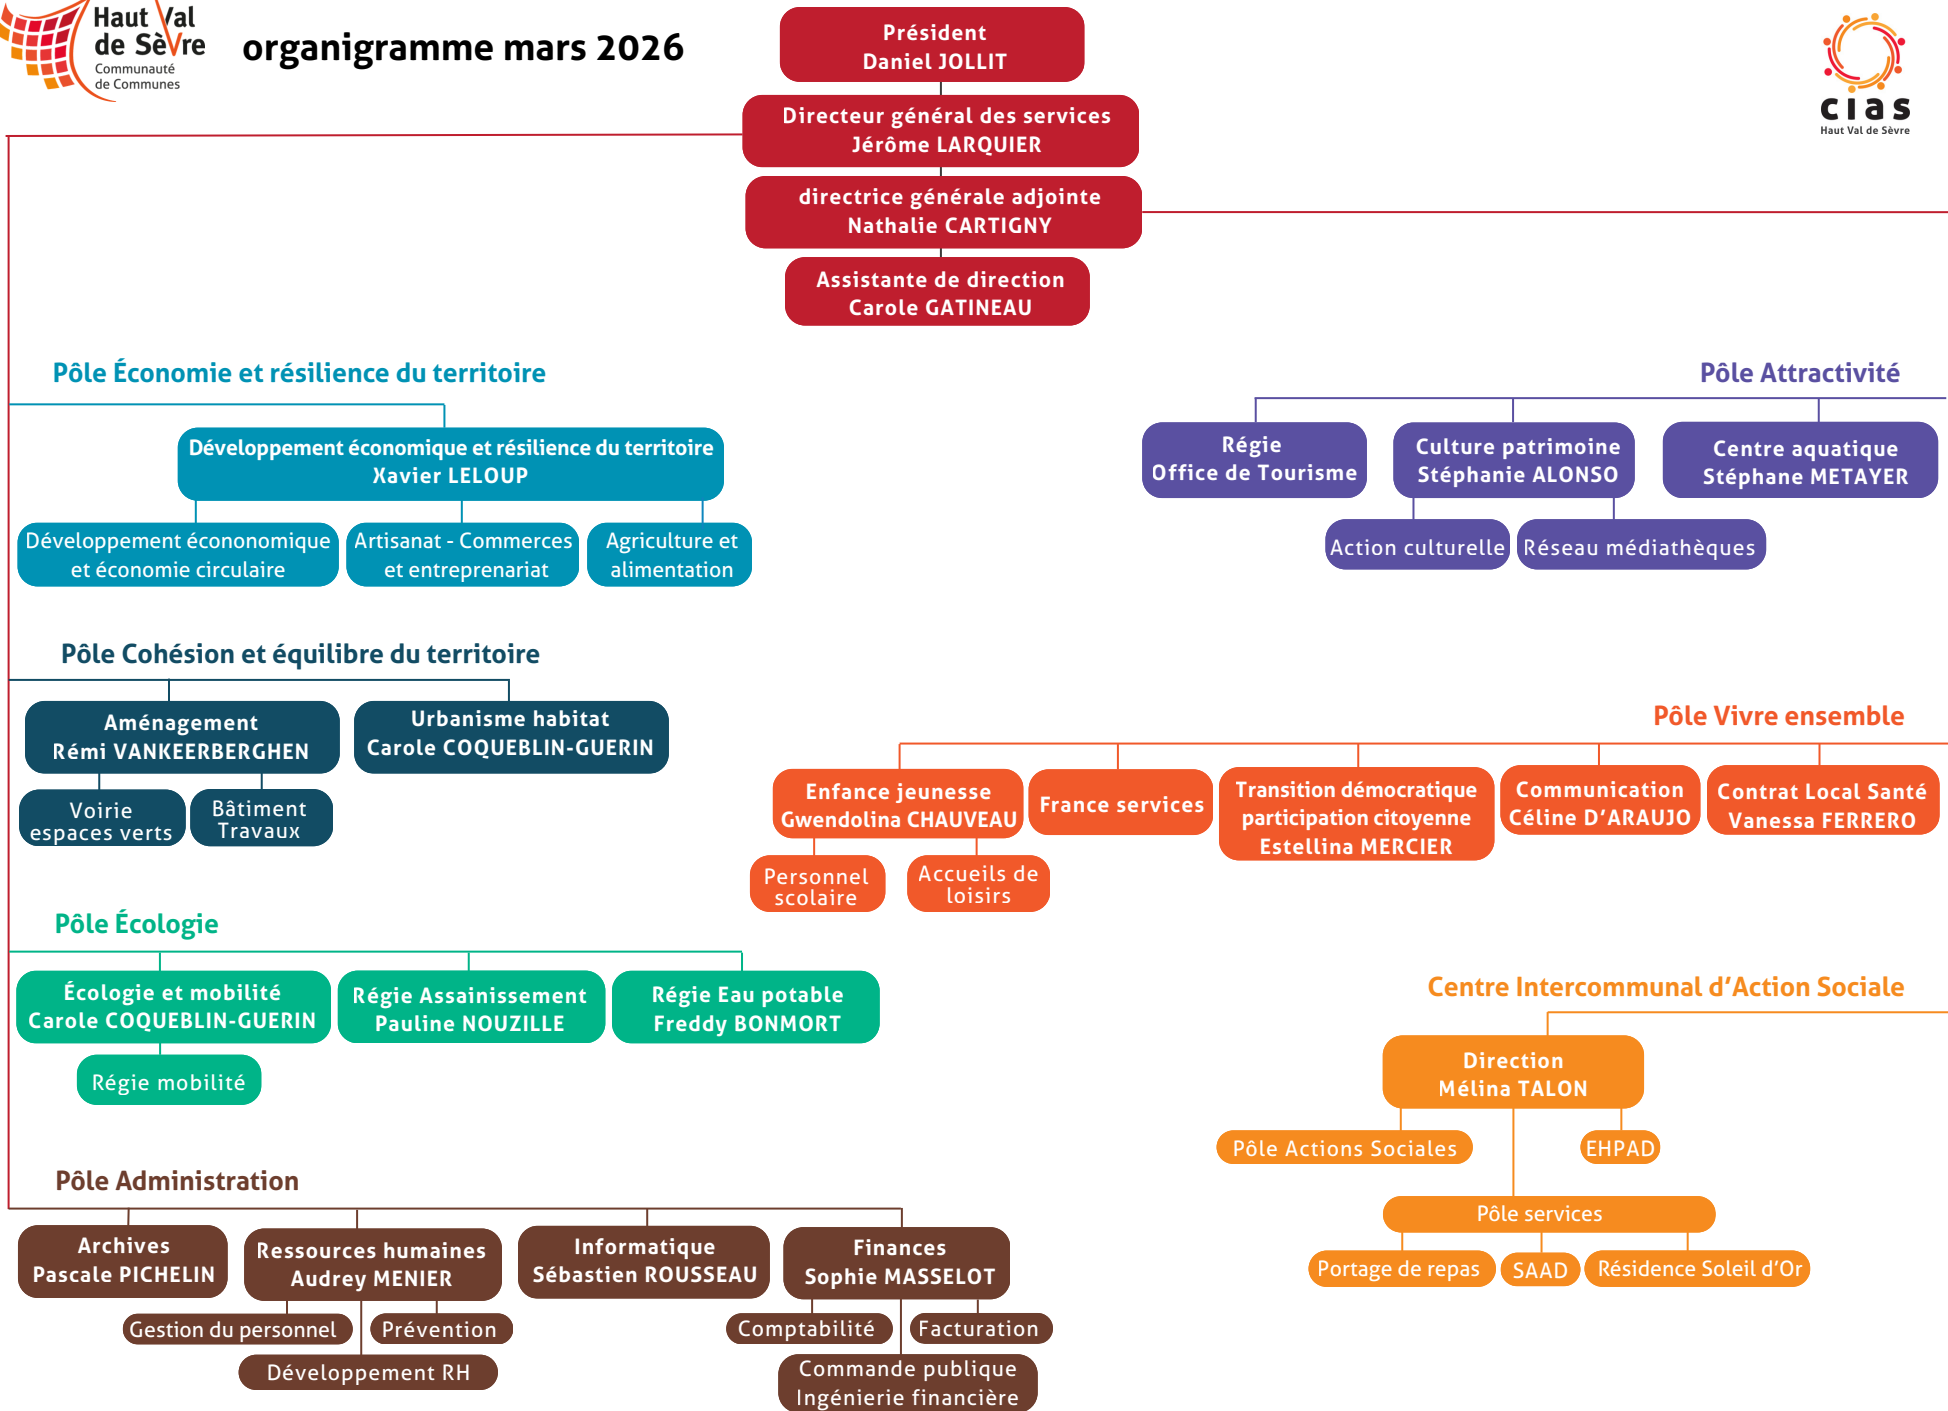 Haut Val
de Sèvre
Communauté
de Communes
organigramme mars 2026
cias
Haut Val de Sèvre
Président
Daniel JOLLIT
Directeur général des services
Jérôme LARQUIER
directrice générale adjointe
Nathalie CARTIGNY
Assistante de direction
Carole GATINEAU
Pôle Économie et résilience du territoire
Développement économique et résilience du territoire
Xavier LELOUP
Développement écononomique
et économie circulaire
Artisanat - Commerces
et entreprenariat
Agriculture et
alimentation
Pôle Attractivité
Régie
Office de Tourisme
Culture patrimoine
Stéphanie ALONSO
Centre aquatique
Stéphane METAYER
Action culturelle
Réseau médiathèques
Pôle Cohésion et équilibre du territoire
Aménagement
Rémi VANKEERBERGHEN
Urbanisme habitat
Carole COQUEBLIN-GUERIN
Voirie
espaces verts
Bâtiment
Travaux
Pôle Vivre ensemble
Enfance jeunesse
Gwendolina CHAUVEAU
France services
Transition démocratique
participation citoyenne
Estellina MERCIER
Communication
Céline D'ARAUJO
Contrat Local Santé
Vanessa FERRERO
Personnel
scolaire
Accueils de
loisirs
Pôle Écologie
Écologie et mobilité
Carole COQUEBLIN-GUERIN
Régie Assainissement
Pauline NOUZILLE
Régie Eau potable
Freddy BONMORT
Régie mobilité
Centre Intercommunal d'Action Sociale
Direction
Mélina TALON
Pôle Actions Sociales
EHPAD
Pôle services
Portage de repas
SAAD
Résidence Soleil d'Or
Pôle Administration
Archives
Pascale PICHELIN
Ressources humaines
Audrey MENIER
Informatique
Sébastien ROUSSEAU
Finances
Sophie MASSELOT
Gestion du personnel
Prévention
Développement RH
Comptabilité
Facturation
Commande publique
Ingénierie financière